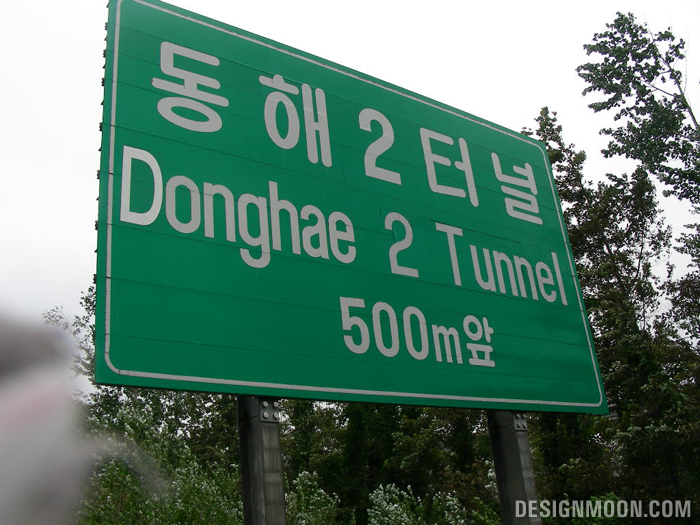 동해 2 터널
Donghae 2 Tunnel
500m앞
DESIGNMOON.COM